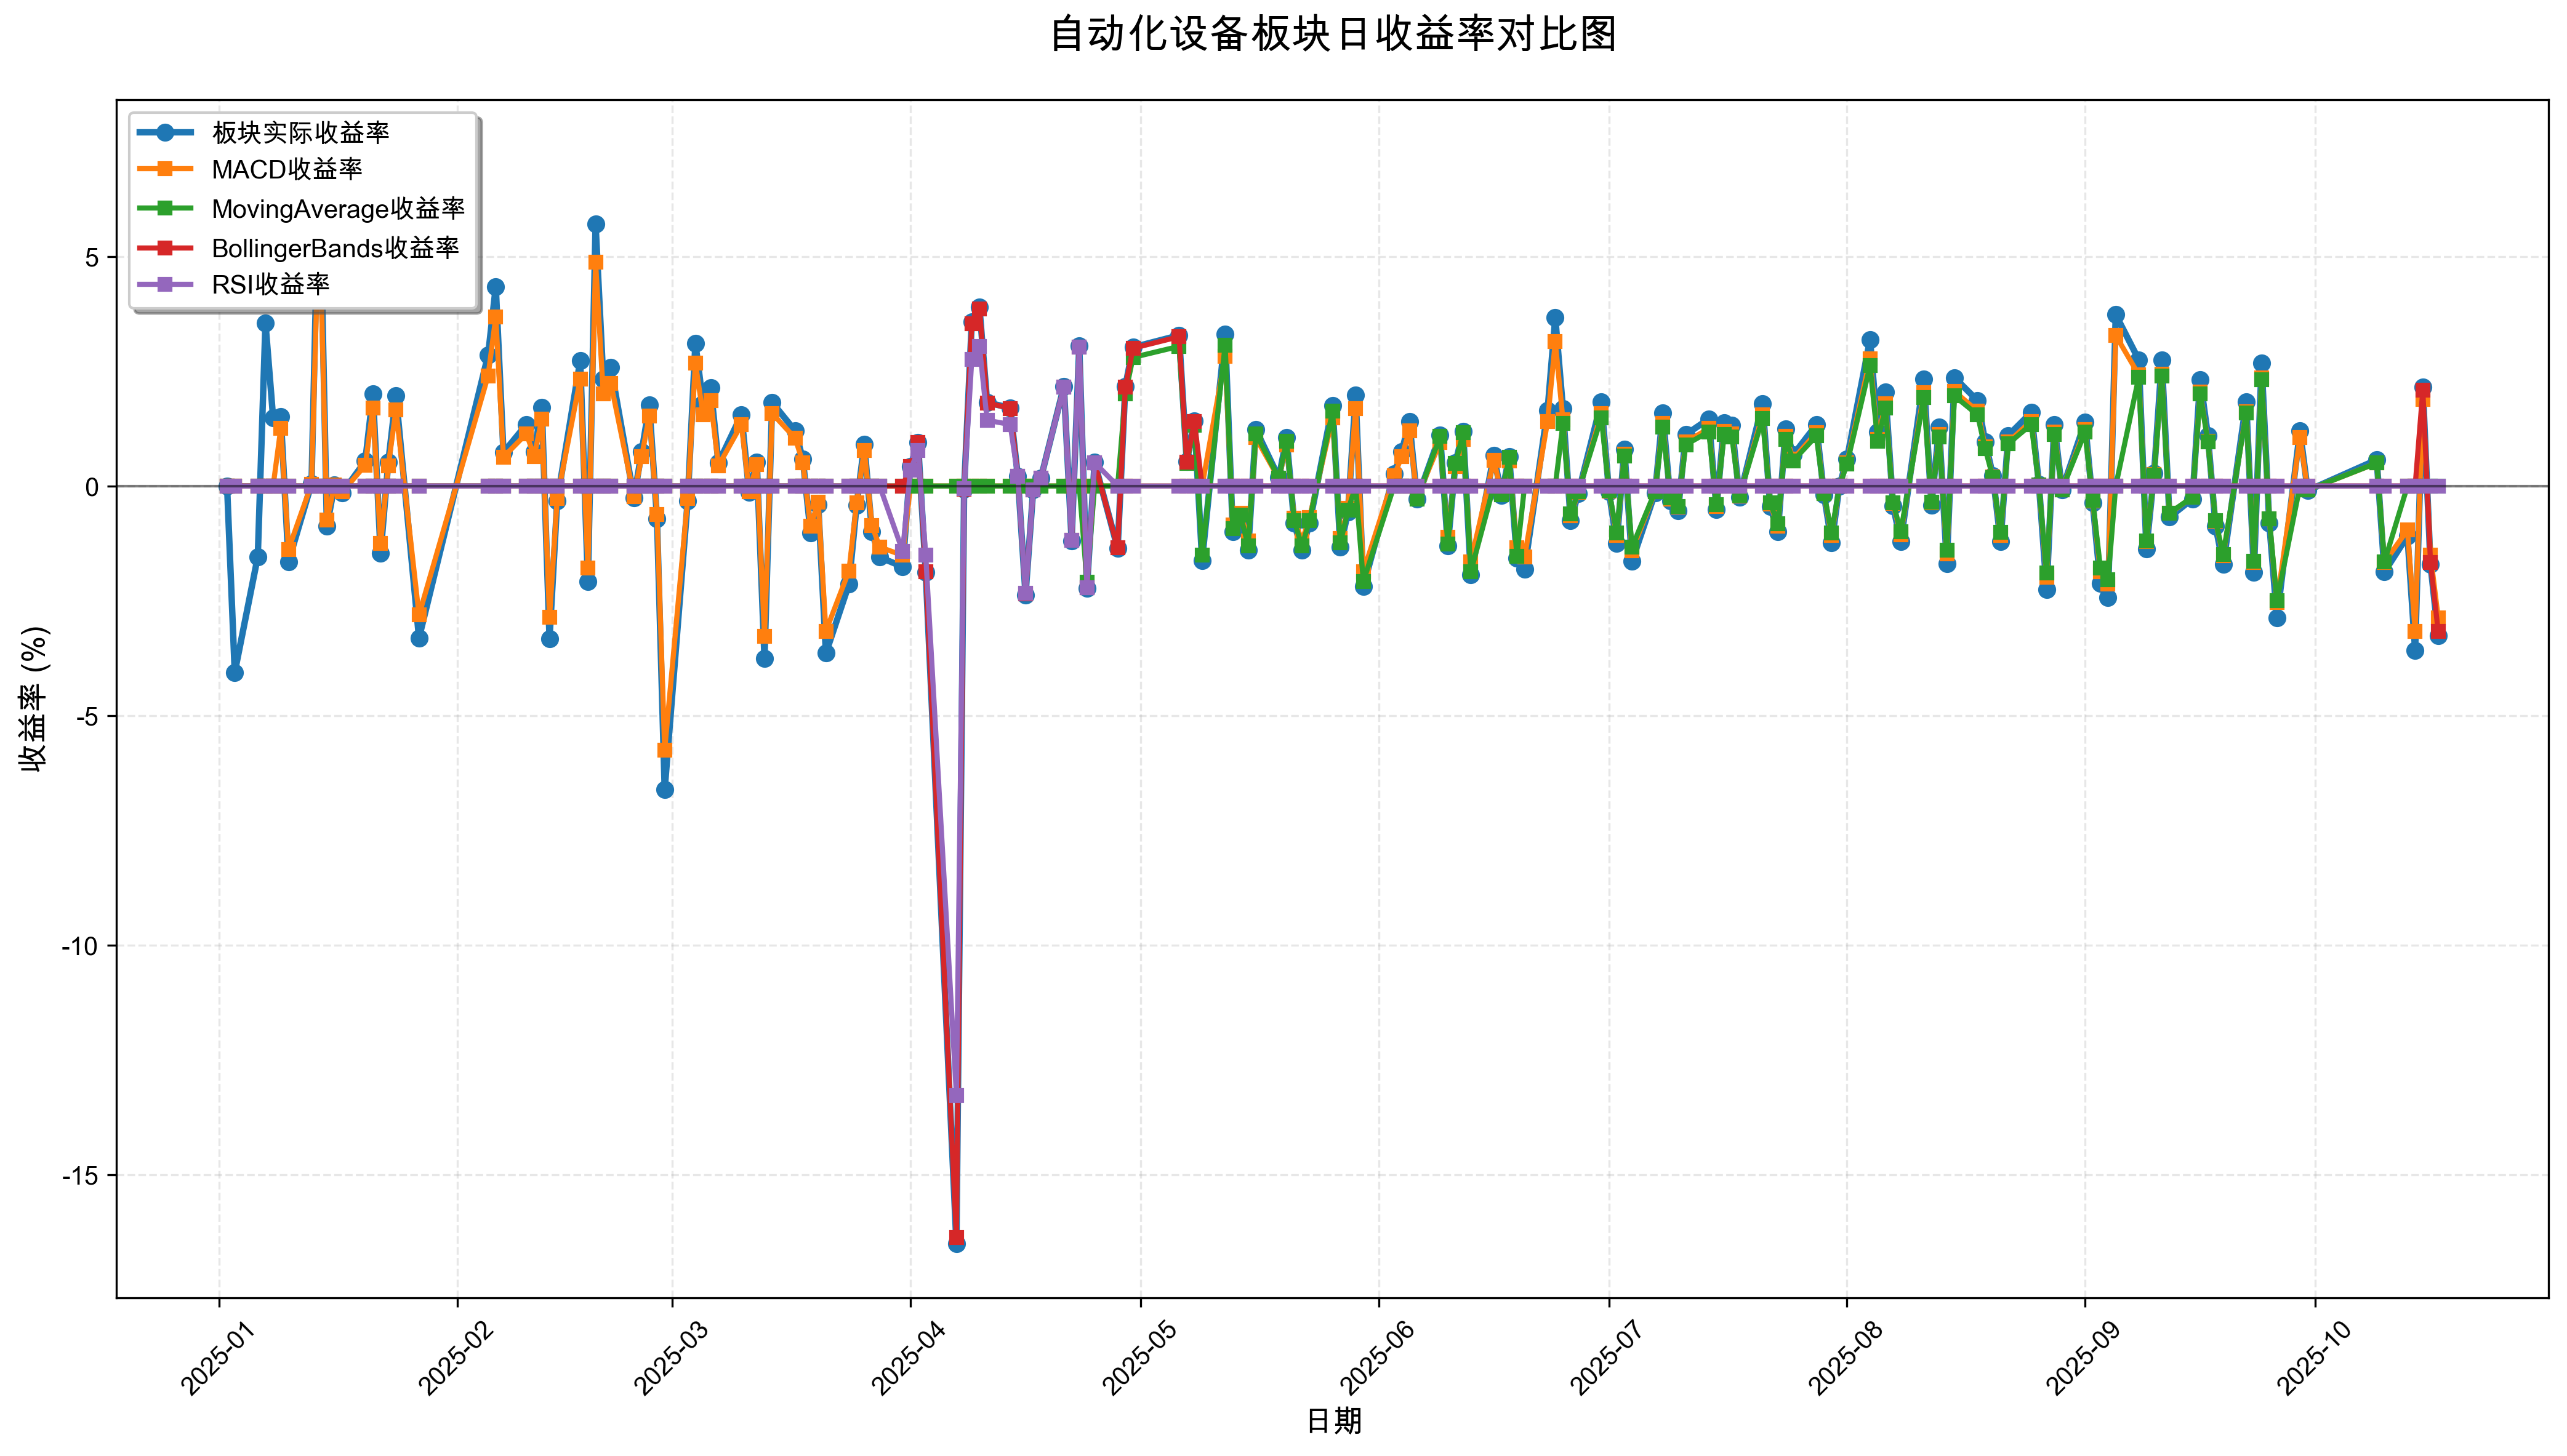 自动化设备板块日收益率对比图
板块实际收益率
MACD收益率
MovingAverage收益率
BollingerBands收益率
RSI收益率
收益率 (%)
5
0
-5
-10
-15
2025-01
2025-02
2025-03
2025-04
2025-05
2025-06
2025-07
2025-08
2025-09
2025-10
日期